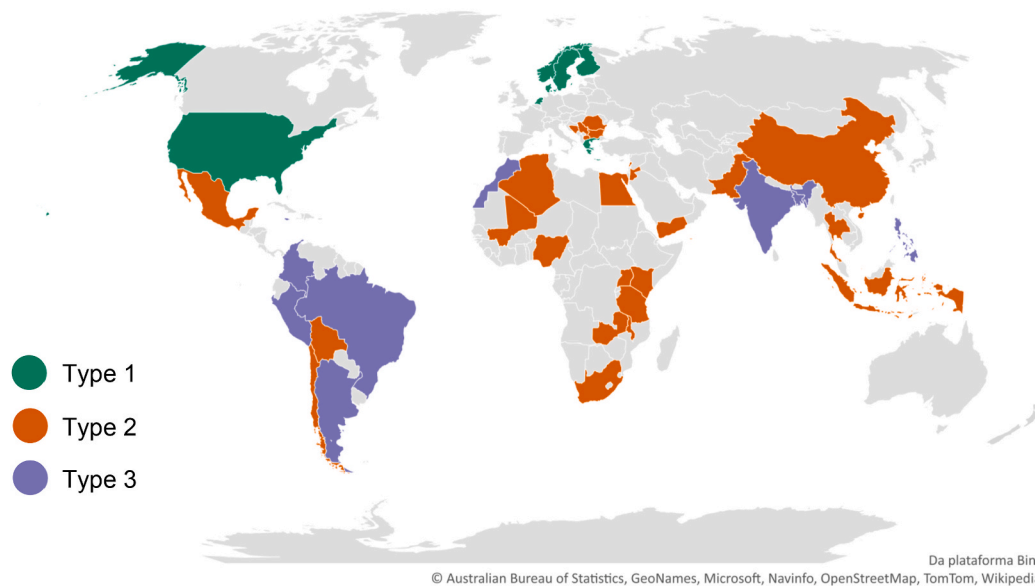 Type 1
Type 2
Type 3
Da plataforma Bin
© Australian Bureau of Statistics, GeoNames, Microsoft, Navinfo, OpenStreetMap, TomTom, Wikipedi